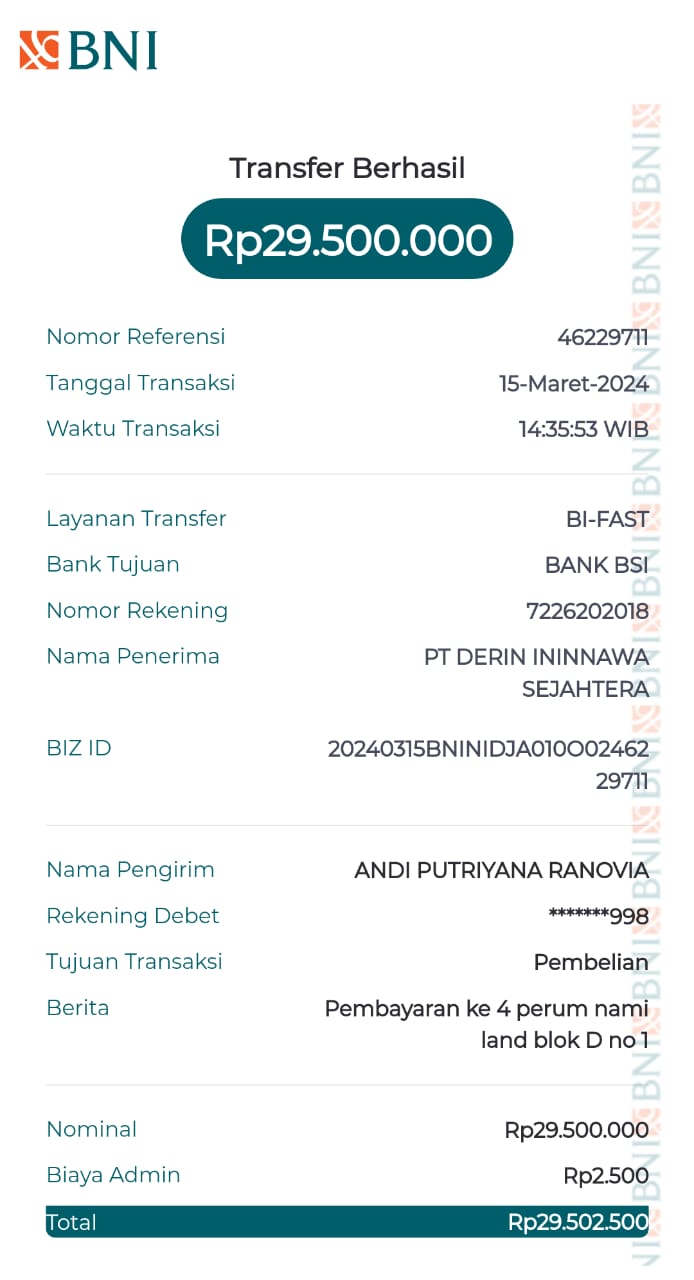 BNI
Transfer Berhasil
Rp29.500.000
Nomor Referensi 46229711
Tanggal Transaksi 15-Maret-2024
Waktu Transaksi 14:35:53 WIB
Layanan Transfer BI-FAST
Bank Tujuan BANK BSI
Nomor Rekening 7226202018
Nama Penerima PT DERIN ININNAWA
SEJAHTERA
BIZ ID 20240315BNINIDJA010O02462
29711
Nama Pengirim ANDI PUTRIYANA RANOVIA
Rekening Debet *******998
Tujuan Transaksi Pembelian
Berita Pembayaran ke 4 perum nami
land blok D no 1
Nominal Rp29.500.000
Biaya Admin Rp2.500
Total Rp29.502.500
BNI BNI BNI BNI BNI BNI BNI BNI BNI BNI BNI BNI